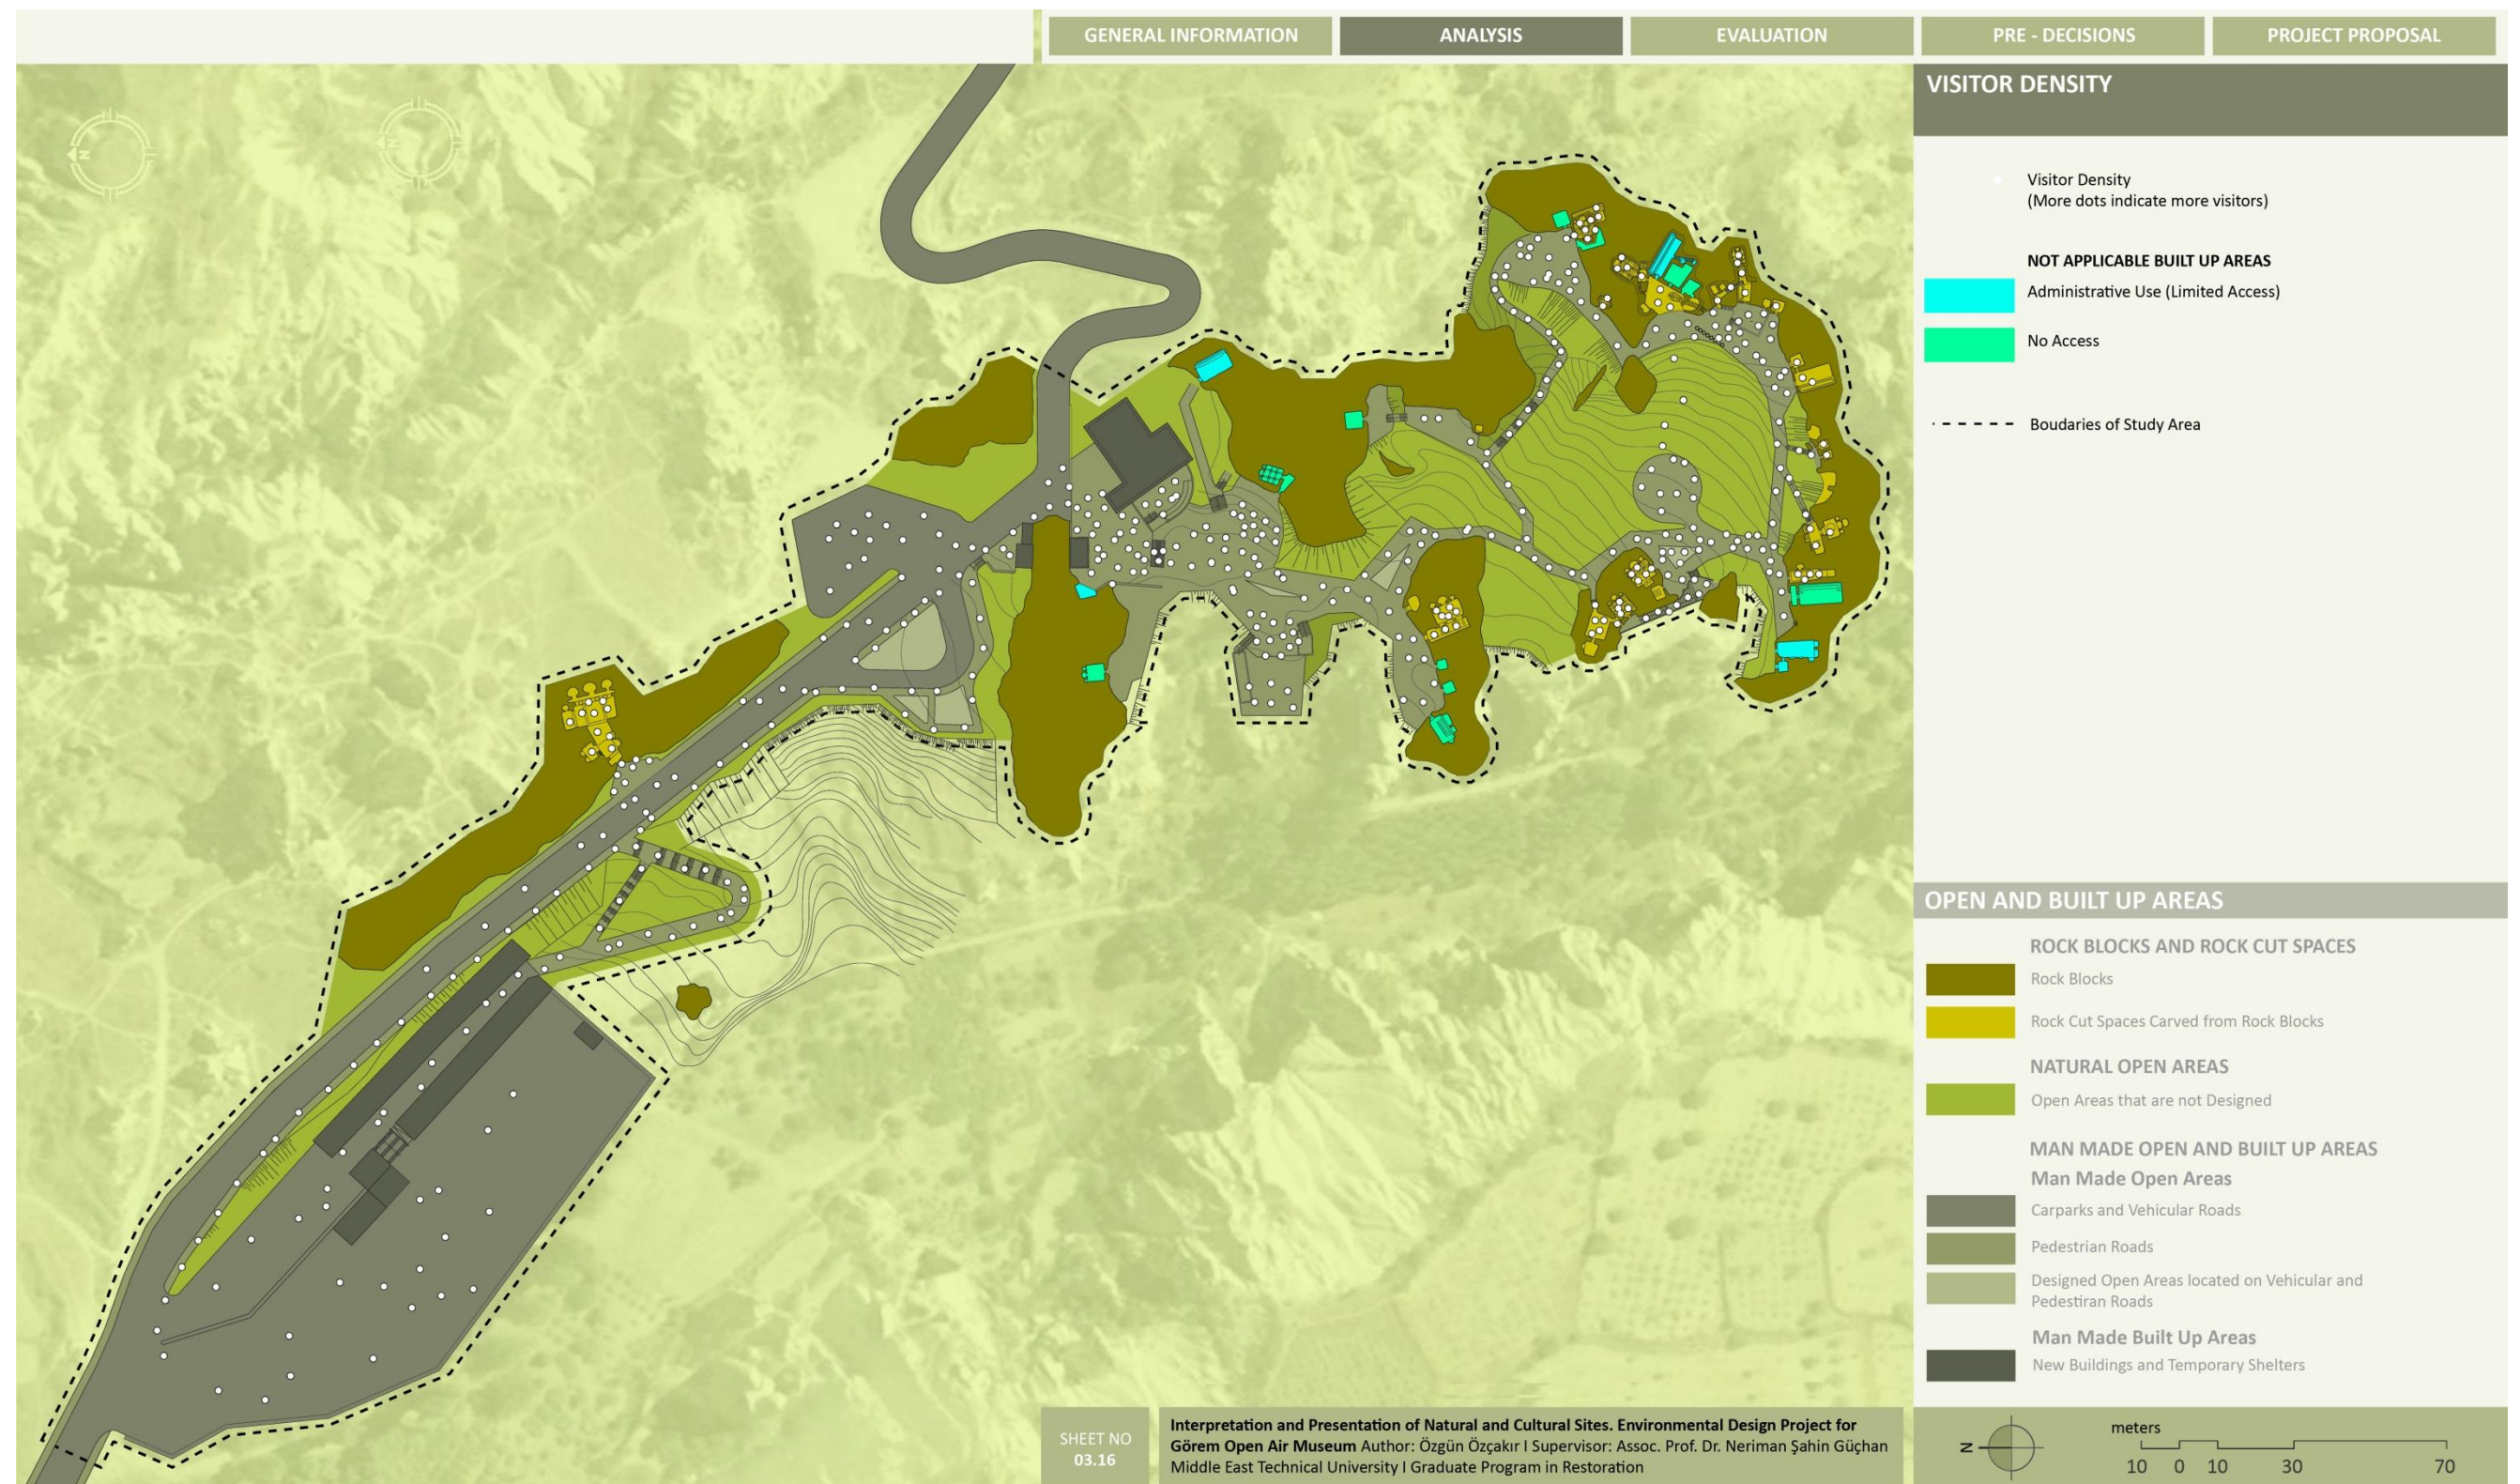 GENERAL INFORMATION
ANALYSIS
EVALUATION
PRE - DECISIONS
PROJECT PROPOSAL
VISITOR DENSITY
Visitor Density
(More dots indicate more visitors)
NOT APPLICABLE BUILT UP AREAS
Administrative Use (Limited Access)
No Access
Boudaries of Study Area
OPEN AND BUILT UP AREAS
ROCK BLOCKS AND ROCK CUT SPACES
Rock Blocks
Rock Cut Spaces Carved from Rock Blocks
NATURAL OPEN AREAS
Open Areas that are not Designed
MAN MADE OPEN AND BUILT UP AREAS
Man Made Open Areas
Carparks and Vehicular Roads
Pedestrian Roads
Designed Open Areas located on Vehicular and
Pedestiran Roads
Man Made Built Up Areas
New Buildings and Temporary Shelters
N
N
SHEET NO
03.16
Interpretation and Presentation of Natural and Cultural Sites. Environmental Design Project for
Görem Open Air Museum Author: Özgün Özçakır I Supervisor: Assoc. Prof. Dr. Neriman Şahin Güçhan
Middle East Technical University I Graduate Program in Restoration
N
meters
10 0 10 30 70